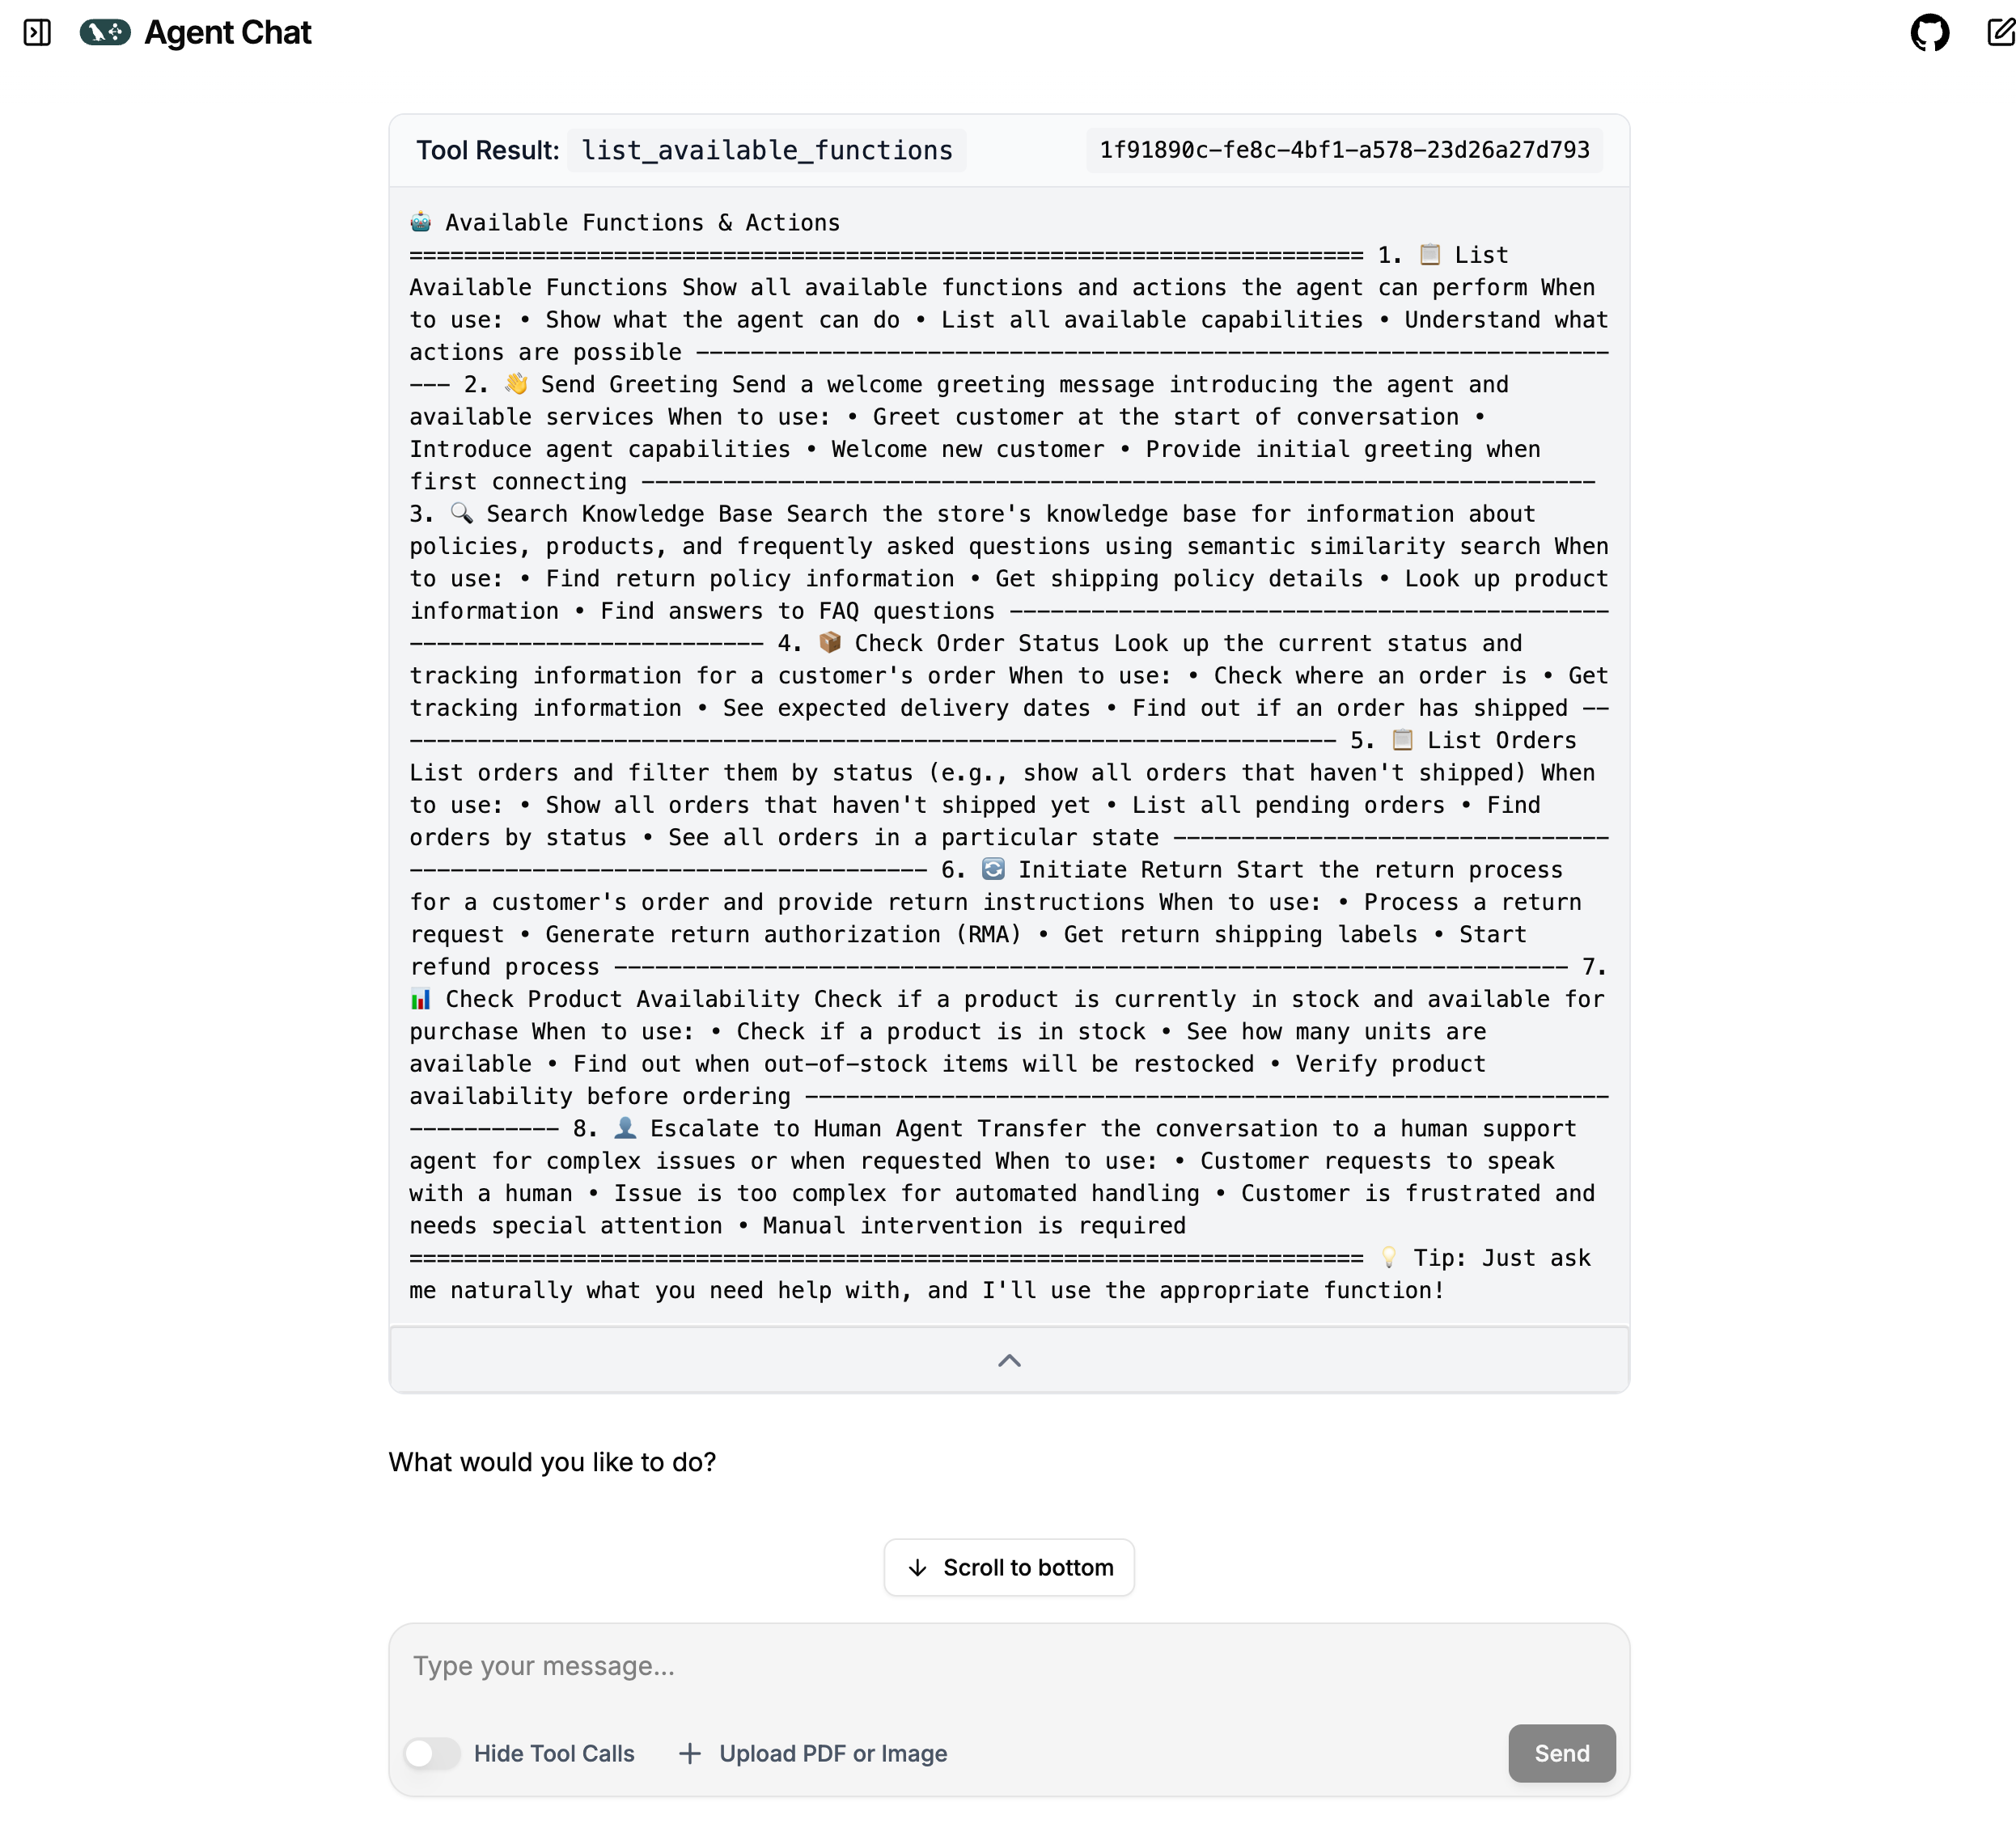 Agent Chat
Tool Result: list_available_functions 1f91890c-fe8c-4bf1-a578-23d26a27d793
🤖 Available Functions & Actions
====================================================================== 1. 📋 List
Available Functions Show all available functions and actions the agent can perform When
to use: • Show what the agent can do • List all available capabilities • Understand what
actions are possible -------------------------------------------------------------------
--- 2. 👋 Send Greeting Send a welcome greeting message introducing the agent and
available services When to use: • Greet customer at the start of conversation •
Introduce agent capabilities • Welcome new customer • Provide initial greeting when
first connecting ----------------------------------------------------------------------
3. 🔍 Search Knowledge Base Search the store's knowledge base for information about
policies, products, and frequently asked questions using semantic similarity search When
to use: • Find return policy information • Get shipping policy details • Look up product
information • Find answers to FAQ questions --------------------------------------------
-------------------------- 4. 📦 Check Order Status Look up the current status and
tracking information for a customer's order When to use: • Check where an order is • Get
tracking information • See expected delivery dates • Find out if an order has shipped --
-------------------------------------------------------------------- 5. 📋 List Orders
List orders and filter them by status (e.g., show all orders that haven't shipped) When
to use: • Show all orders that haven't shipped yet • List all pending orders • Find
orders by status • See all orders in a particular state --------------------------------
-------------------------------------- 6. 🔄 Initiate Return Start the return process
for a customer's order and provide return instructions When to use: • Process a return
request • Generate return authorization (RMA) • Get return shipping labels • Start
refund process ---------------------------------------------------------------------- 7.
📊 Check Product Availability Check if a product is currently in stock and available for
purchase When to use: • Check if a product is in stock • See how many units are
available • Find out when out-of-stock items will be restocked • Verify product
availability before ordering -----------------------------------------------------------
----------- 8. 👤 Escalate to Human Agent Transfer the conversation to a human support
agent for complex issues or when requested When to use: • Customer requests to speak
with a human • Issue is too complex for automated handling • Customer is frustrated and
needs special attention • Manual intervention is required
====================================================================== 💡 Tip: Just ask
me naturally what you need help with, and I'll use the appropriate function!
What would you like to do?
Scroll to bottom
Type your message...
Hide Tool Calls Upload PDF or Image Send